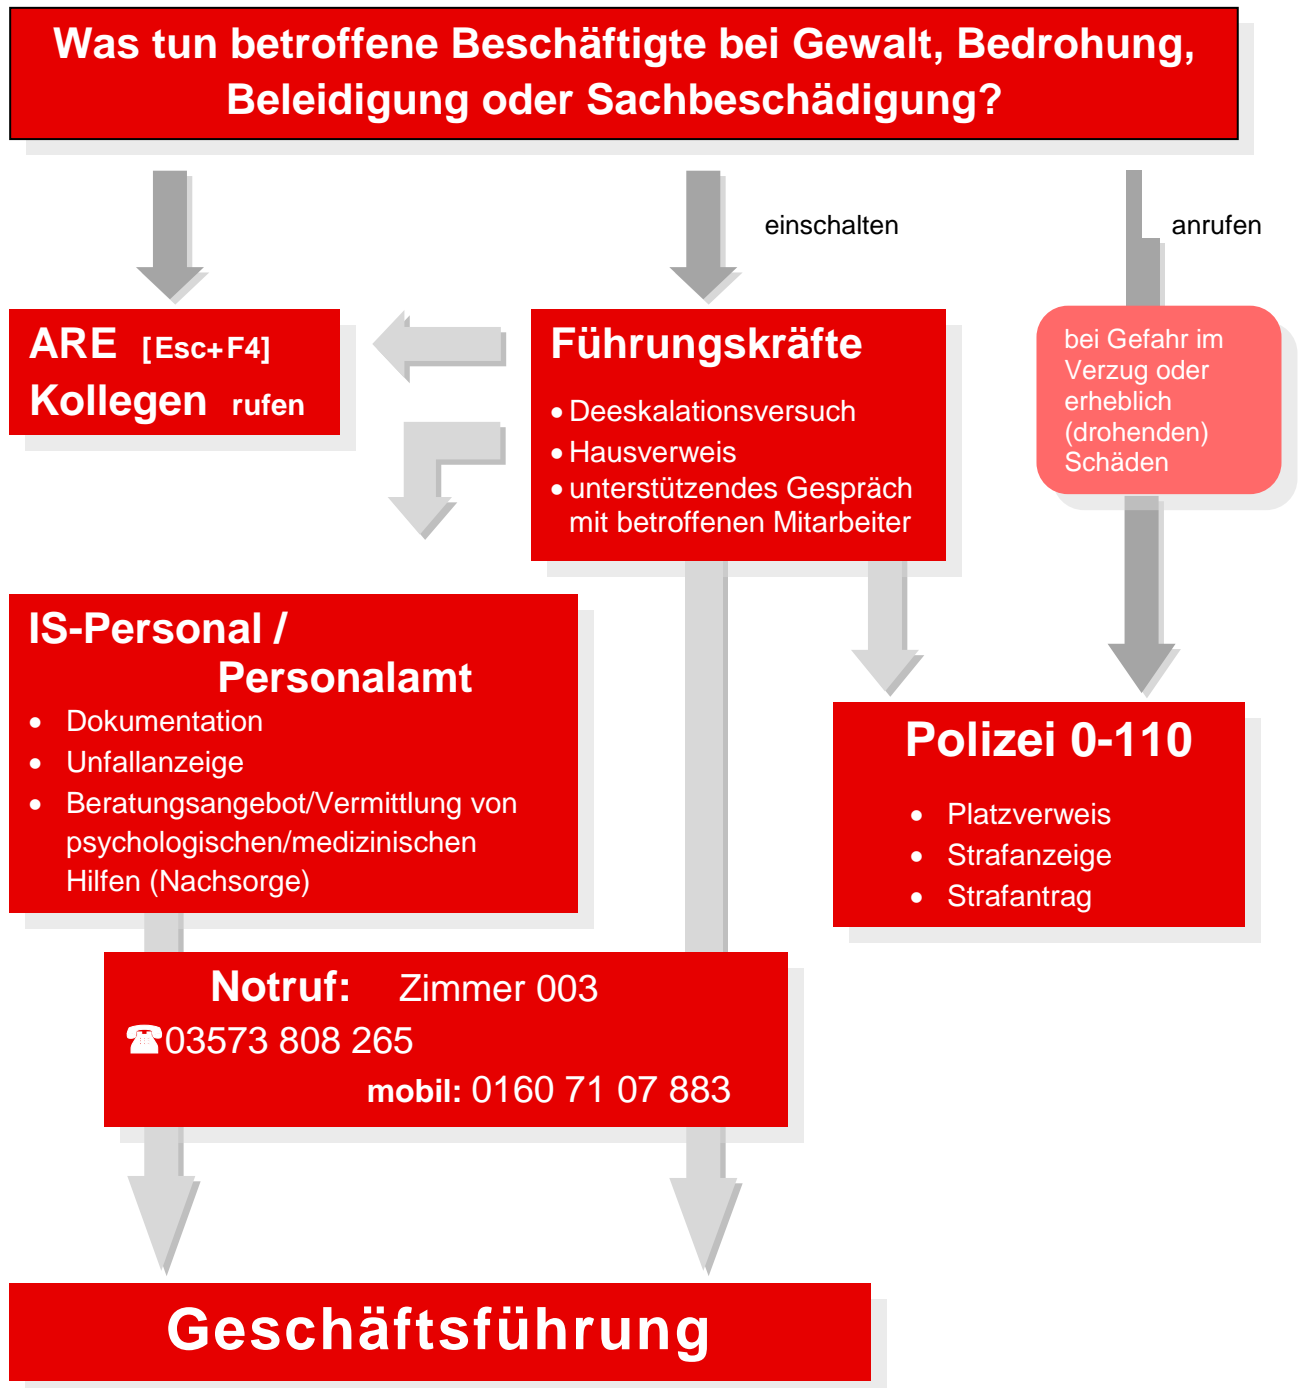 Was tun betroffene Beschäftigte bei Gewalt, Bedrohung,
Beleidigung oder Sachbeschädigung?
einschalten
anrufen
ARE [Esc+F4]
Kollegen rufen
Führungskräfte
• Deeskalationsversuch
• Hausverweis
• unterstützendes Gespräch
mit betroffenen Mitarbeiter
bei Gefahr im
Verzug oder
erheblich
(drohenden)
Schäden
IS-Personal /
Personalamt
• Dokumentation
• Unfallanzeige
• Beratungsangebot/Vermittlung von
psychologischen/medizinischen
Hilfen (Nachsorge)
Polizei 0-110
• Platzverweis
• Strafanzeige
• Strafantrag
Notruf: Zimmer 003
☎03573 808 265
mobil: 0160 71 07 883
Geschäftsführung